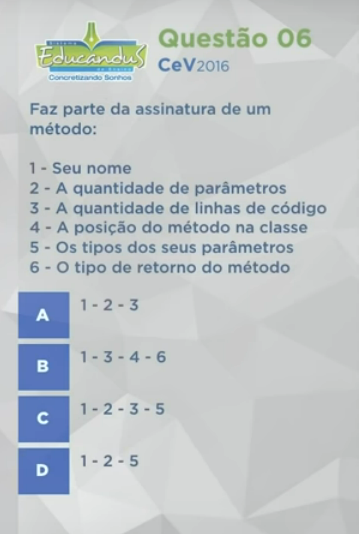 Sistema
Educandus
de Ensino
Concretizando Sonhos
Questão 06
CeV2016
Faz parte da assinatura de um
método:
1 - Seu nome
2 - A quantidade de parâmetros
3 - A quantidade de linhas de código
4 - A posição do método na classe
5 - Os tipos dos seus parâmetros
6 - O tipo de retorno do método
A 1 - 2 - 3
B 1 - 3 - 4 - 6
C 1 - 2 - 3 - 5
D 1 - 2 - 5